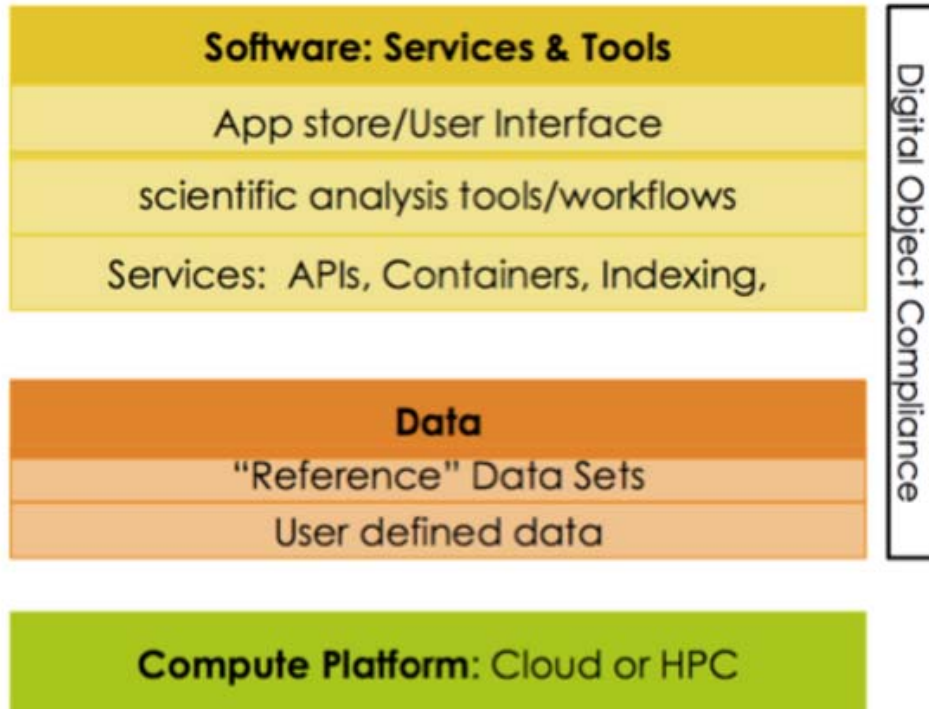 Software: Services & Tools
App store/User Interface
scientific analysis tools/workflows
Services:  APIs, Containers, Indexing,
Data
“Reference” Data Sets
User defined data
Compute Platform: Cloud or HPC
Digital Object Compliance